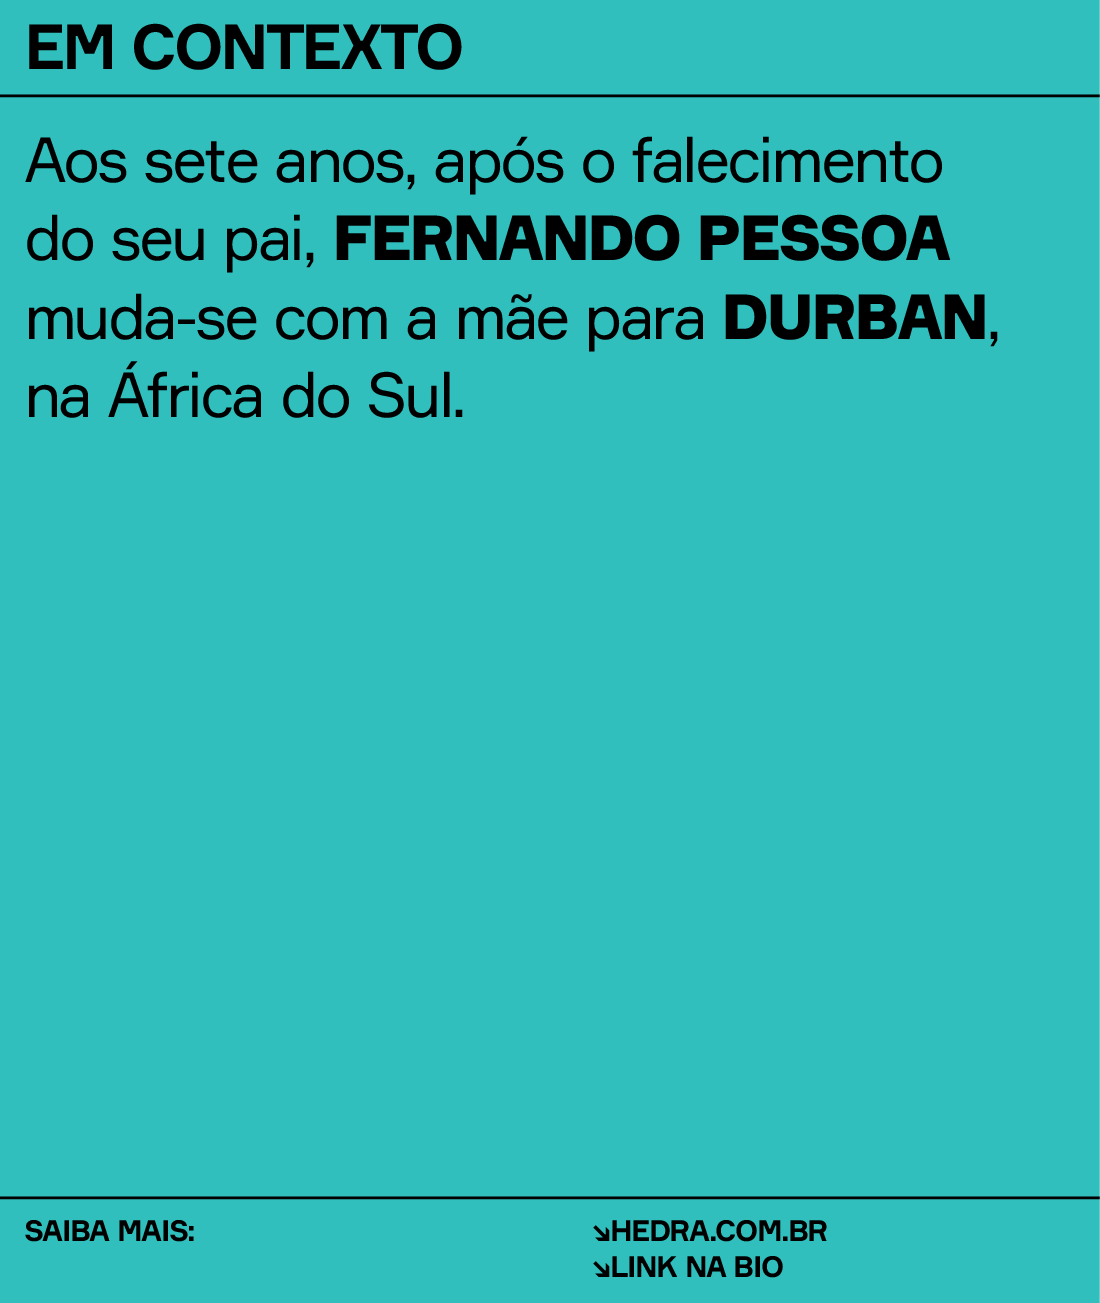 EM CONTEXTO
Aos sete anos, após o falecimento
do seu pai, FERNANDO PESSOA
muda-se com a mãe para DURBAN,
na África do Sul.
SAIBA MAIS:
↘HEDRA.COM.BR
↘LINK NA BIO